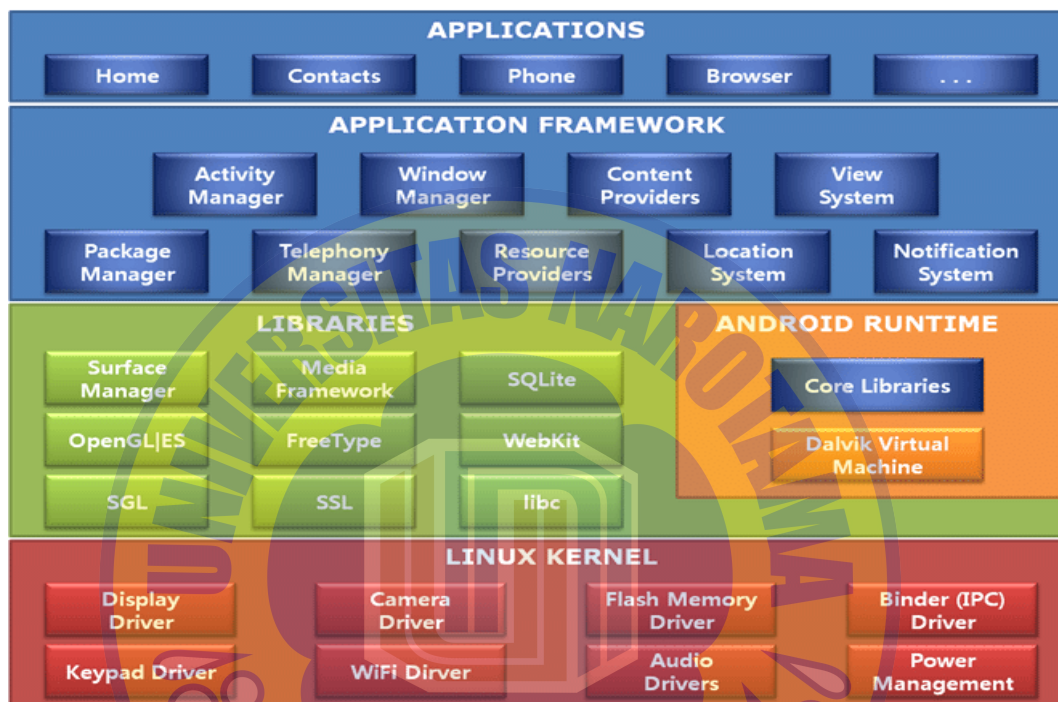 APPLICATIONS
Home
Contacts
Phone
Browser
. . .
APPLICATION FRAMEWORK
Activity
Manager
Window
Manager
Content
Providers
View
System
Package
Manager
Telephony
Manager
Resource
Providers
Location
System
Notification
System
LIBRARIES
Surface
Manager
Media
Framework
SQLite
OpenGL|ES
FreeType
WebKit
SGL
SSL
libc
ANDROID RUNTIME
Core Libraries
Dalvik Virtual
Machine
LINUX KERNEL
Display
Driver
Camera
Driver
Flash Memory
Driver
Binder (IPC)
Driver
Keypad Driver
WiFi Dirver
Audio
Drivers
Power
Management
UNIVERSITAS NAROTAMA